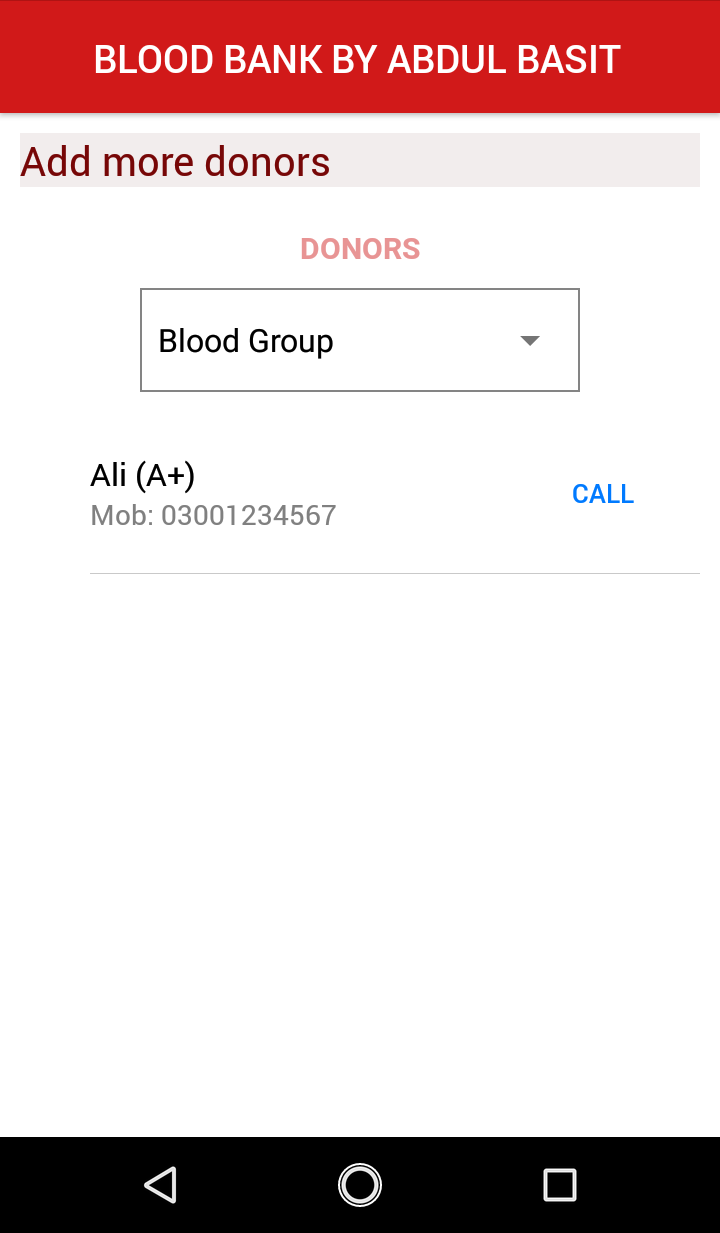 BLOOD BANK BY ABDUL BASIT
Add more donors
DONORS
Blood Group
Ali (A+)
Mob: 03001234567
CALL